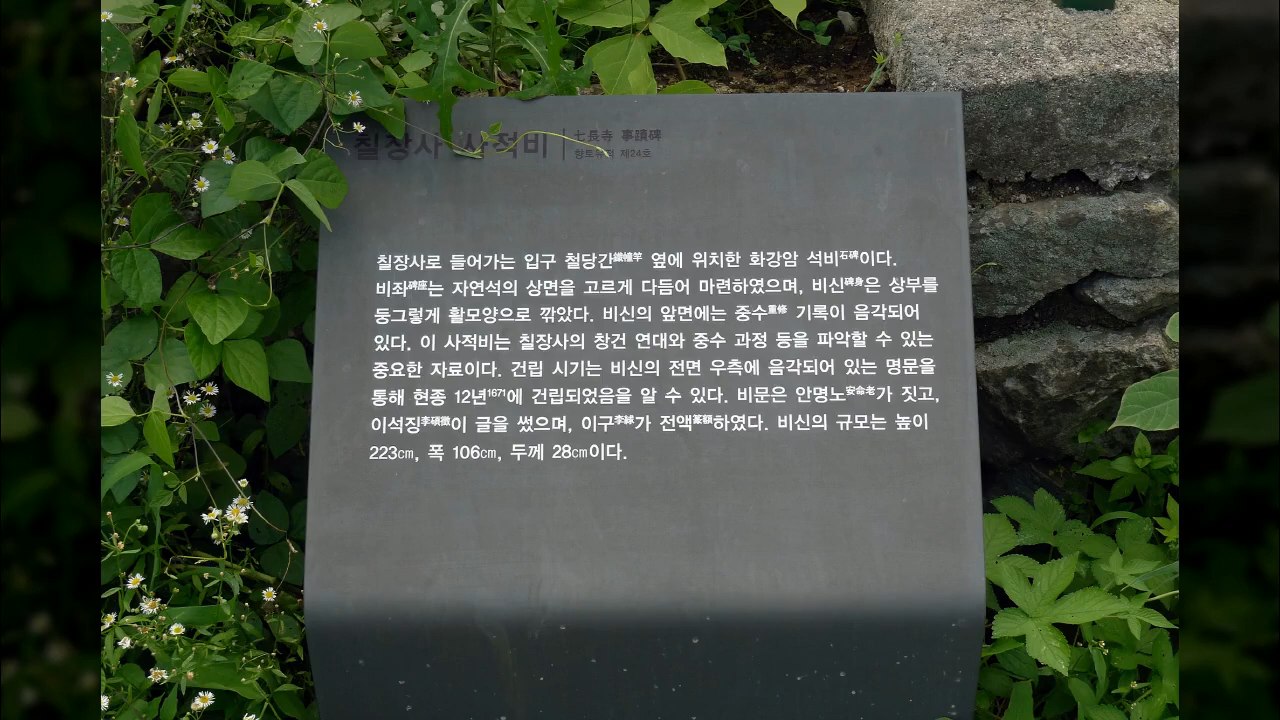 칠장사 사적비 七長寺 事蹟碑
향토유적 제24호
칠장사로 들어가는 입구 철당간鐵幢竿 옆에 위치한 화강암 석비石碑이다.
비좌碑座는 자연석의 상면을 고르게 다듬어 마련하였으며, 비신碑身은 상부를
둥그렇게 활모양으로 깎았다. 비신의 앞면에는 중수重修 기록이 음각되어
있다. 이 사적비는 칠장사의 창건 연대와 중수 과정 등을 파악할 수 있는
중요한 자료이다. 건립 시기는 비신의 전면 우측에 음각되어 있는 명문을
통해 현종 12년1671에 건립되었음을 알 수 있다. 비문은 안명노安命老가 짓고,
이석징李碩徵이 글을 썼으며, 이구가 전액篆額하였다. 비신의 규모는 높이
223㎝, 폭 106㎝, 두께 28㎝이다.